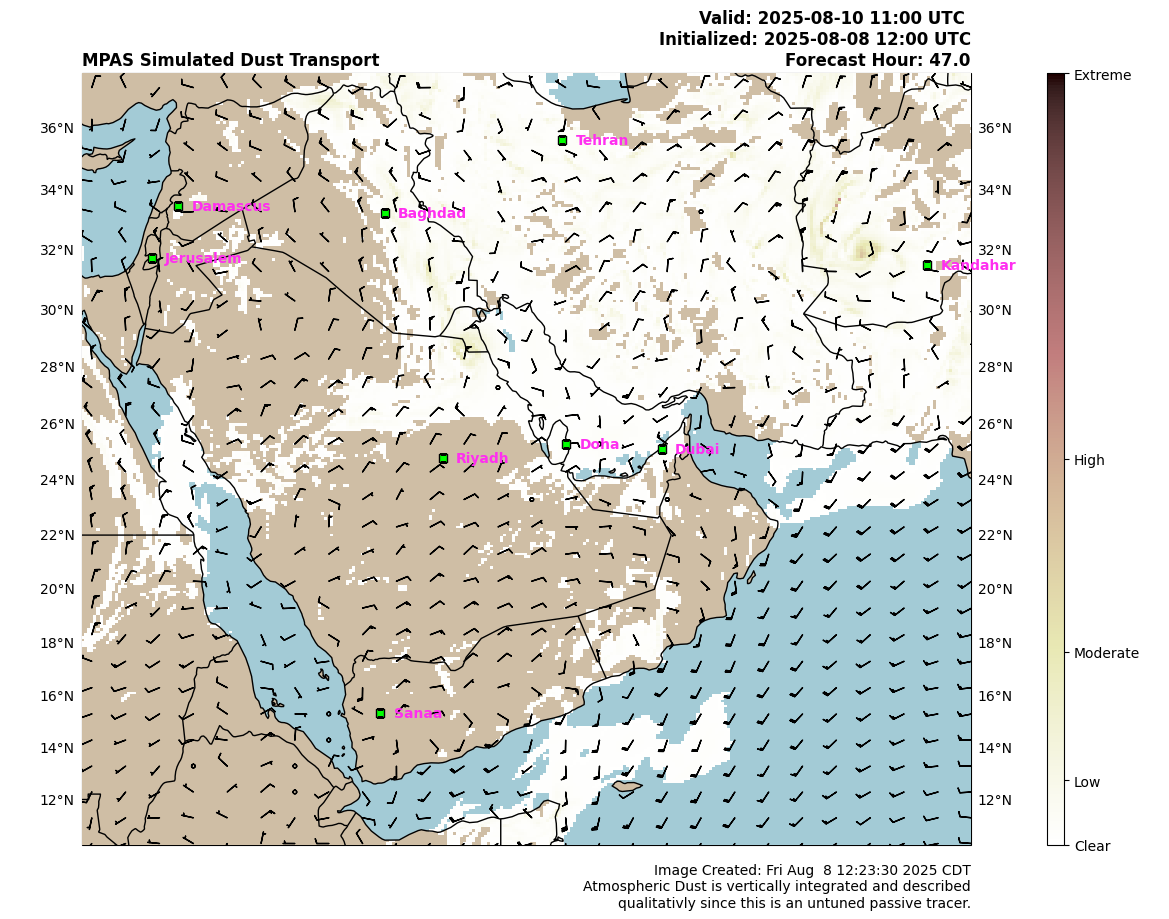 Valid: 2025-08-10 11:00 UTC
Initialized: 2025-08-08 12:00 UTC
MPAS Simulated Dust Transport
Forecast Hour: 47.0
Extreme
36°N
Tehran
36°N
34°N
Damascus
Baghdad
34°N
32°N
Jerusalem
32°N
Kandahar
30°N
30°N
28°N
28°N
26°N
Doha
Dubai
26°N
Riyadh
High
24°N
24°N
22°N
22°N
20°N
20°N
18°N
18°N
Moderate
16°N
16°N
Sanaa
14°N
14°N
Low
12°N
12°N
Clear
Image Created: Fri Aug  8 12:23:30 2025 CDT
Atmospheric Dust is vertically integrated and described
qualitativly since this is an untuned passive tracer.